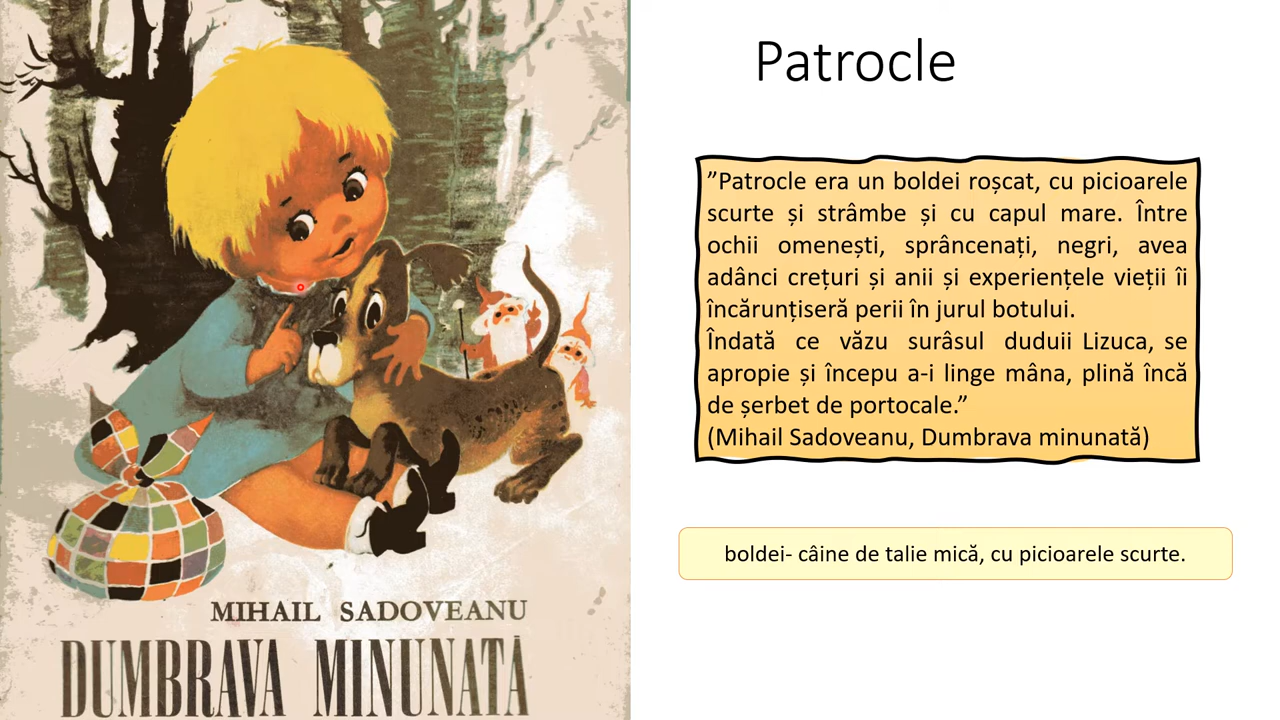 Patrocle
”Patrocle era un boldei roșcat, cu picioarele
scurte și strâmbe și cu capul mare. Între
ochii omenești, sprâncenați, negri, avea
adânci crețuri și anii și experiențele vieții îi
încărunțiseră perii în jurul botului.
Îndată ce văzu surâsul duduii Lizuca, se
apropie și începu a-i linge mâna, plină încă
de șerbet de portocale.”
(Mihail Sadoveanu, Dumbrava minunată)
boldei- câine de talie mică, cu picioarele scurte.
MIHAIL SADOVEANU
DUMBRAVA MINUNATĂ